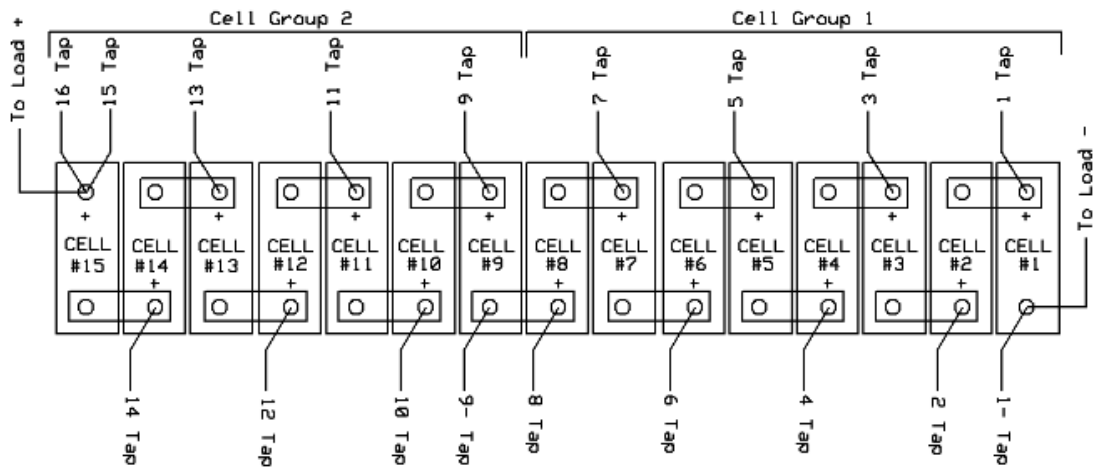 Cell Group 2
Cell Group 1
To Load +
16 Tap
15 Tap
13 Tap
11 Tap
9 Tap
7 Tap
5 Tap
3 Tap
1 Tap
To Load -
+
+
+
+
+
+
+
+
CELL #15
CELL #14
CELL #13
CELL #12
CELL #11
CELL #10
CELL #9
CELL #8
CELL #7
CELL #6
CELL #5
CELL #4
CELL #3
CELL #2
CELL #1
+
+
+
+
+
+
+
14 Tap
12 Tap
10 Tap
9- Tap
8 Tap
6 Tap
4 Tap
2 Tap
1- Tap